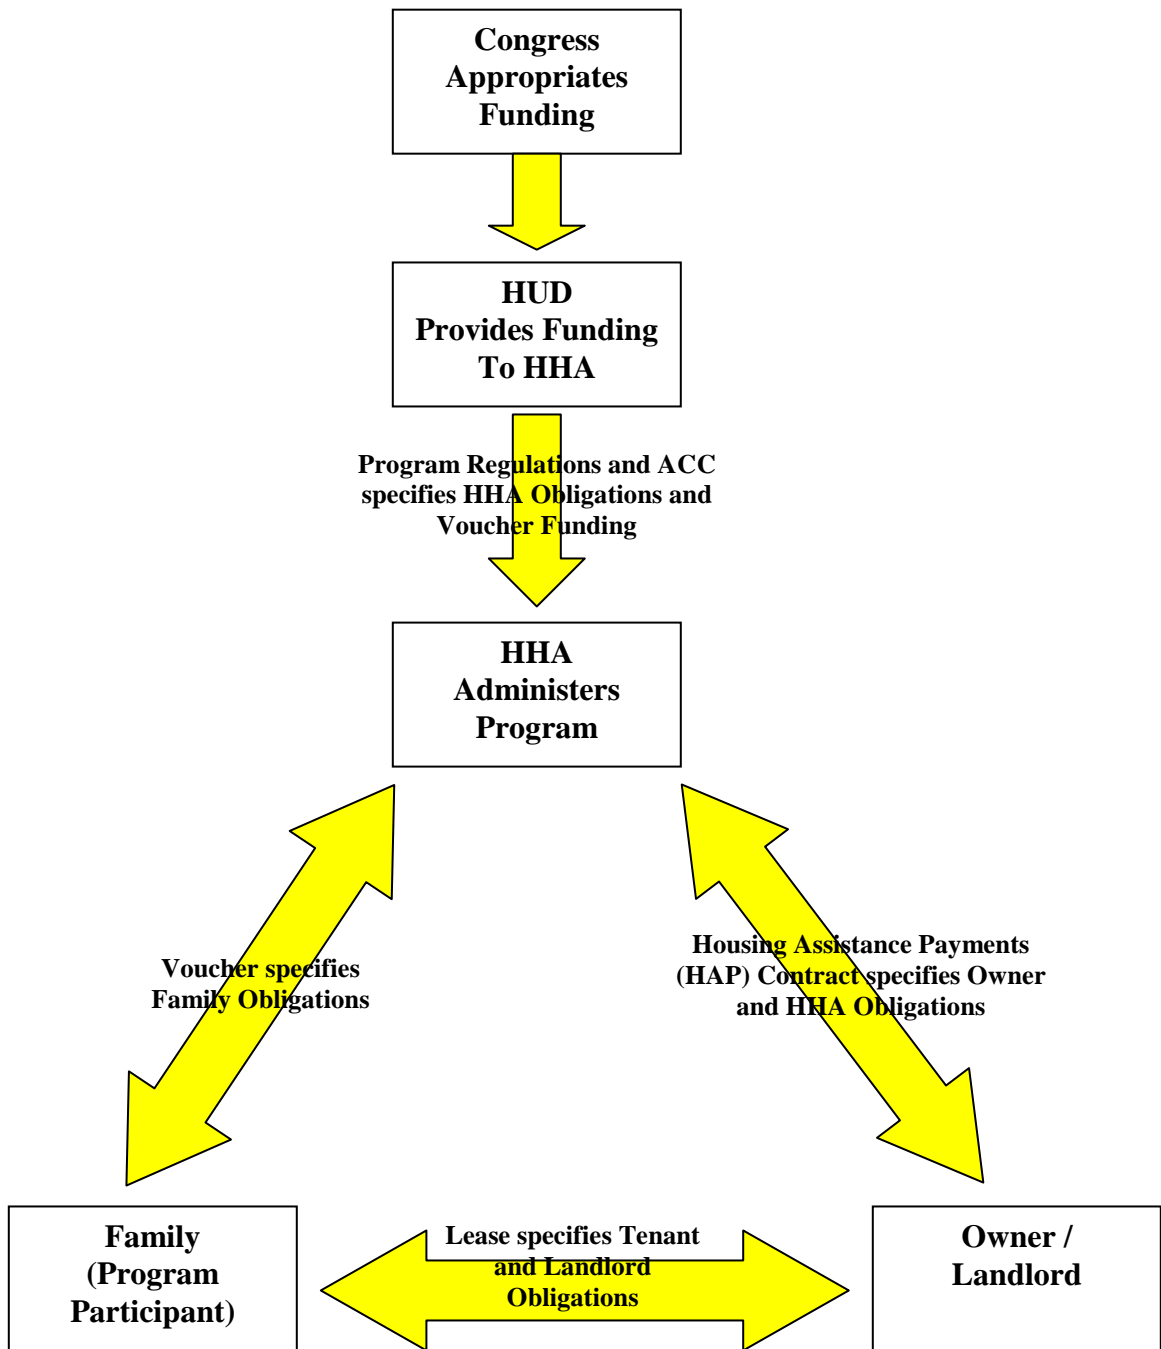 Congress
Appropriates
Funding
HUD
Provides Funding
To HHA
Program Regulations and ACC
specifies HHA Obligations and
Voucher Funding
HHA
Administers
Program
Voucher specifies
Family Obligations
Housing Assistance Payments
(HAP) Contract specifies Owner
and HHA Obligations
Family
(Program
Participant)
Lease specifies Tenant
and Landlord
Obligations
Owner /
Landlord